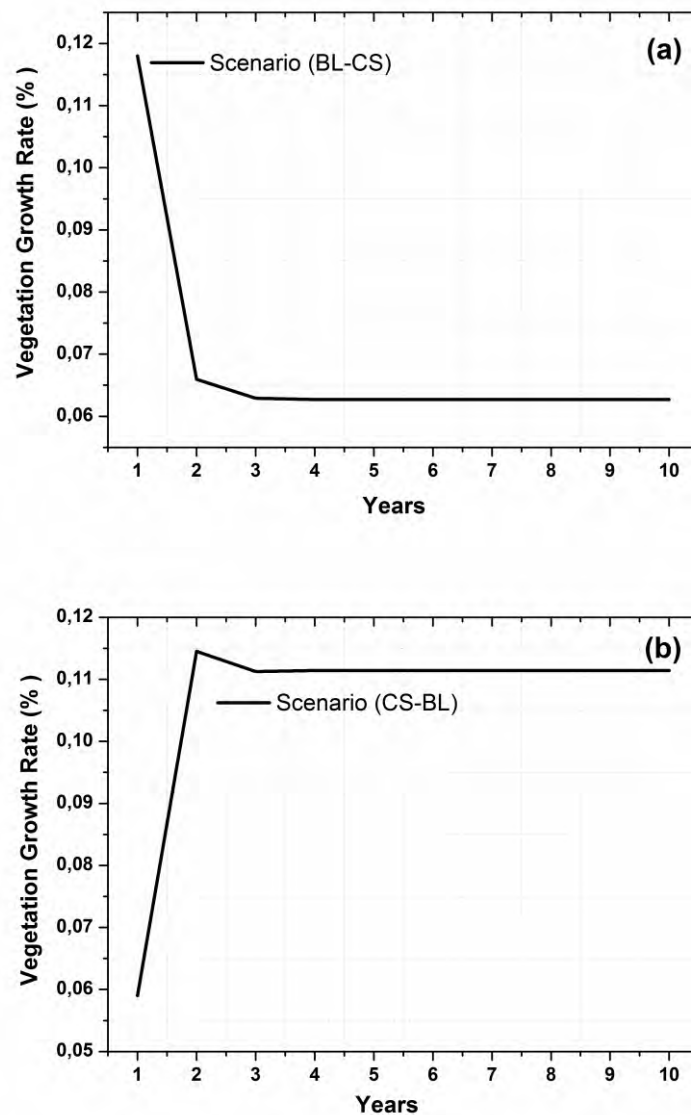 (a)
Scenario (BL-CS)
Vegetation Growth Rate (% )
0,12
0,11
0,10
0,09
0,08
0,07
0,06
1 2 3 4 5 6 7 8 9 10
Years
(b)
Scenario (CS-BL)
Vegetation Growth Rate (% )
0,12
0,11
0,10
0,09
0,08
0,07
0,06
0,05
1 2 3 4 5 6 7 8 9 10
Years